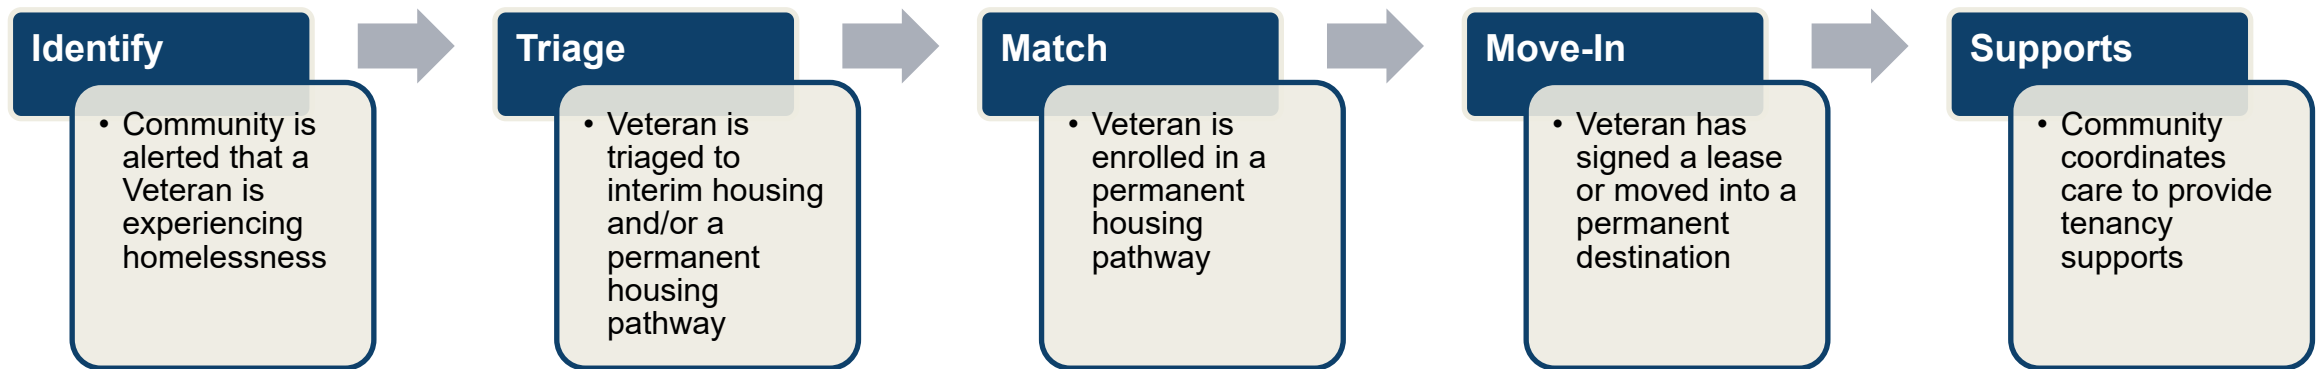 Identify
• Community is
alerted that a
Veteran is
experiencing
homelessness
Triage
• Veteran is
triaged to
interim housing
and/or a
permanent
housing
pathway
Match
• Veteran is
enrolled in a
permanent
housing
pathway
Move-In
• Veteran has
signed a lease
or moved into a
permanent
destination
Supports
• Community
coordinates
care to provide
tenancy
supports